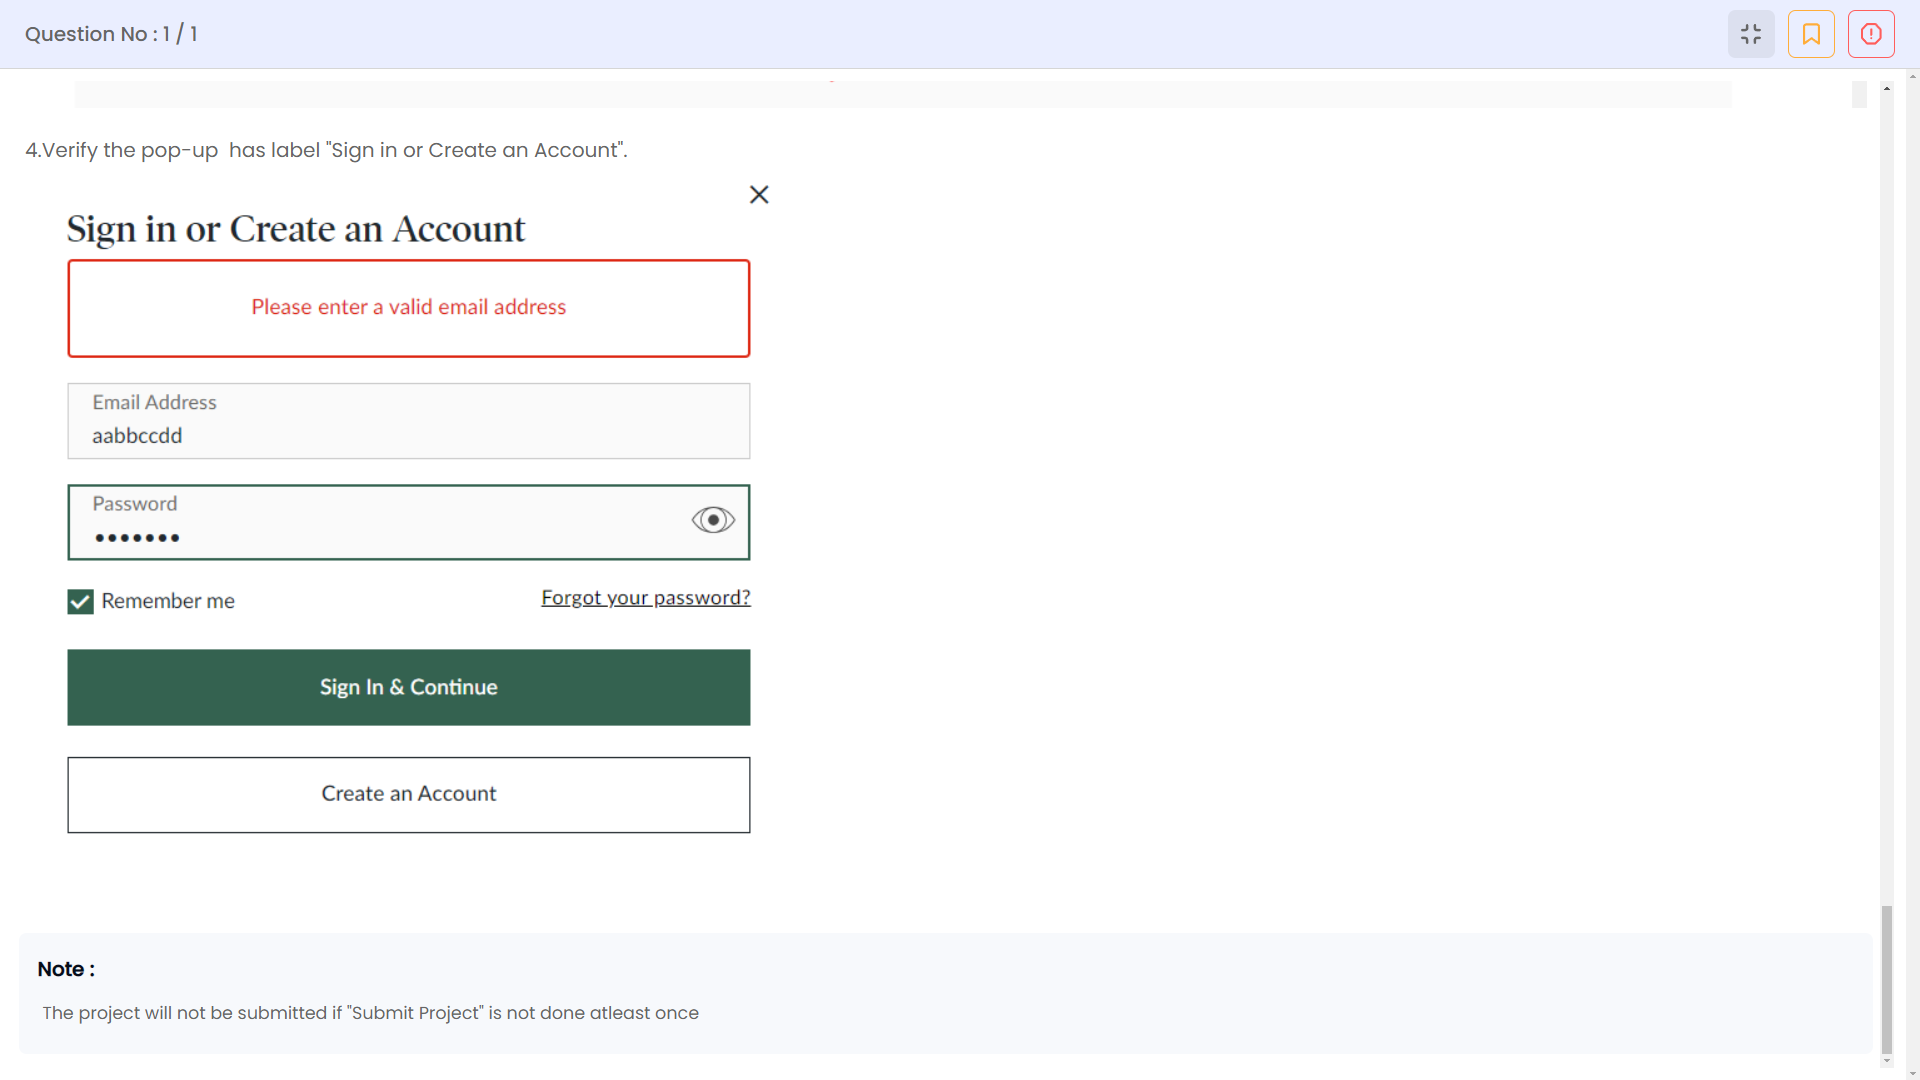 Question No : 1 / 1
4.Verify the pop-up  has label "Sign in or Create an Account".
Sign in or Create an Account
Please enter a valid email address
Email Address
aabbccdd
Password
•••••••
Remember me
Forgot your password?
Sign In & Continue
Create an Account
Note :
The project will not be submitted if "Submit Project" is not done atleast once